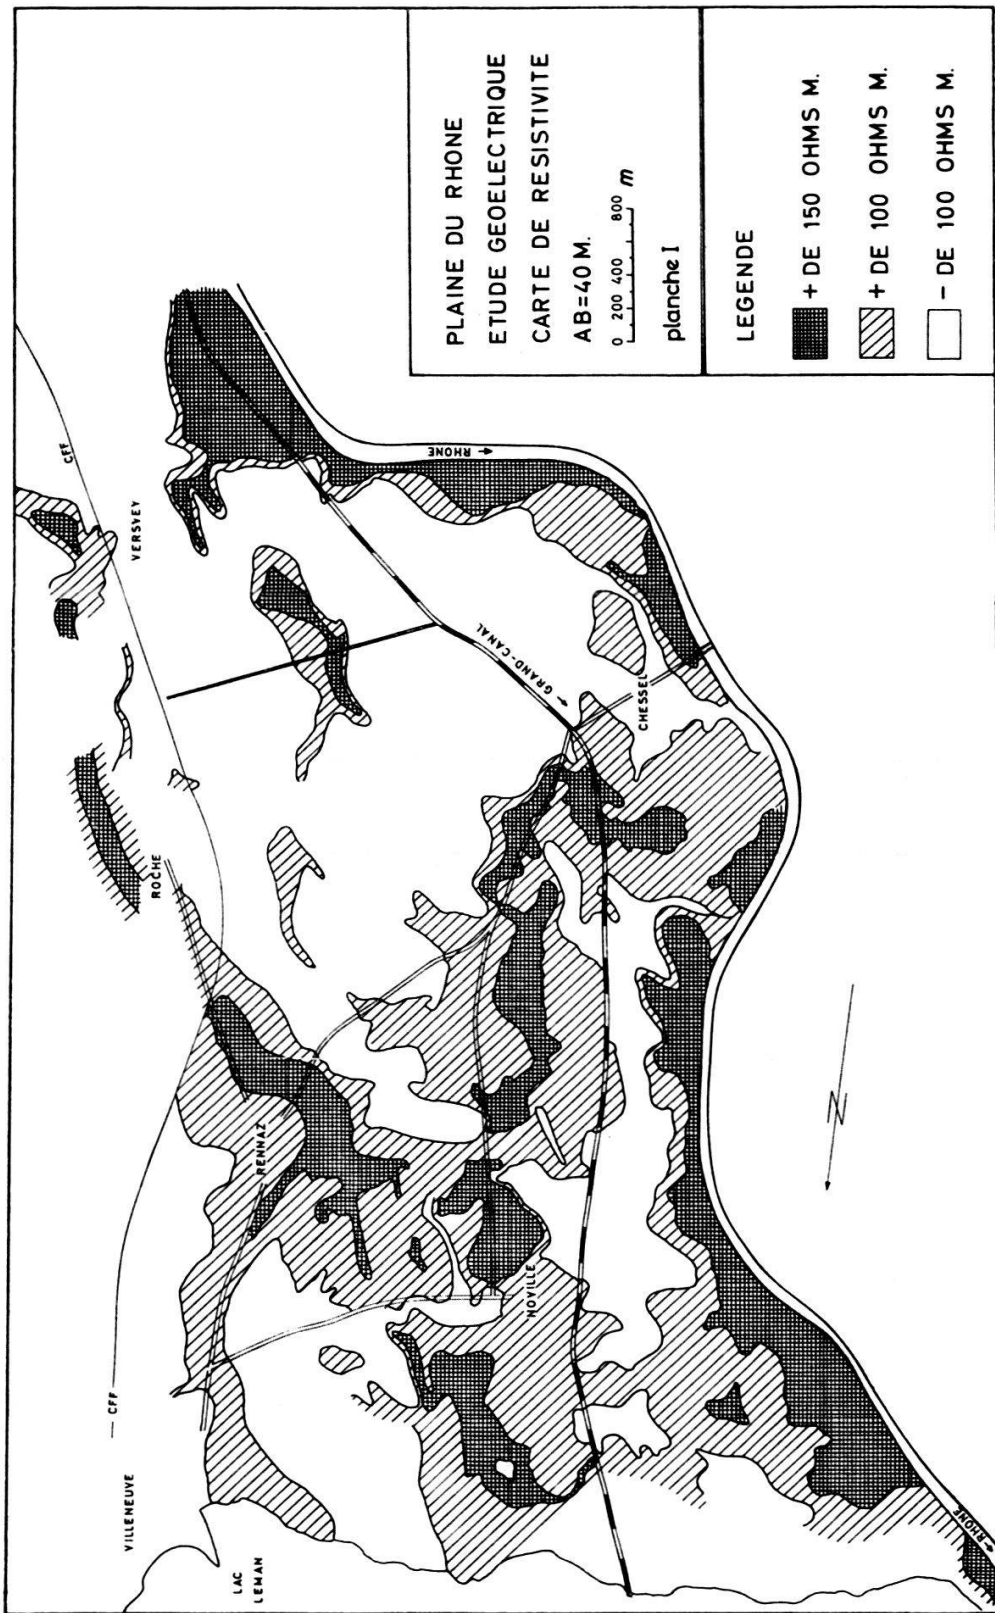 PLAINE DU RHONE
ETUDE GEOELECTRIQUE
CARTE DE RESISTIVITE
AB=40 M.
0 200 400 800 m
planche I
LEGENDE
+ DE 150 OHMS M.
+ DE 100 OHMS M.
- DE 100 OHMS M.
VILLENEUVE
LAC
LEMAN
CFF
RENNAZ
ROCHE
VERSVEY
CFF
NOVILLE
GRAND-CANAL
CHESSEL
RHONE
RHONE
N